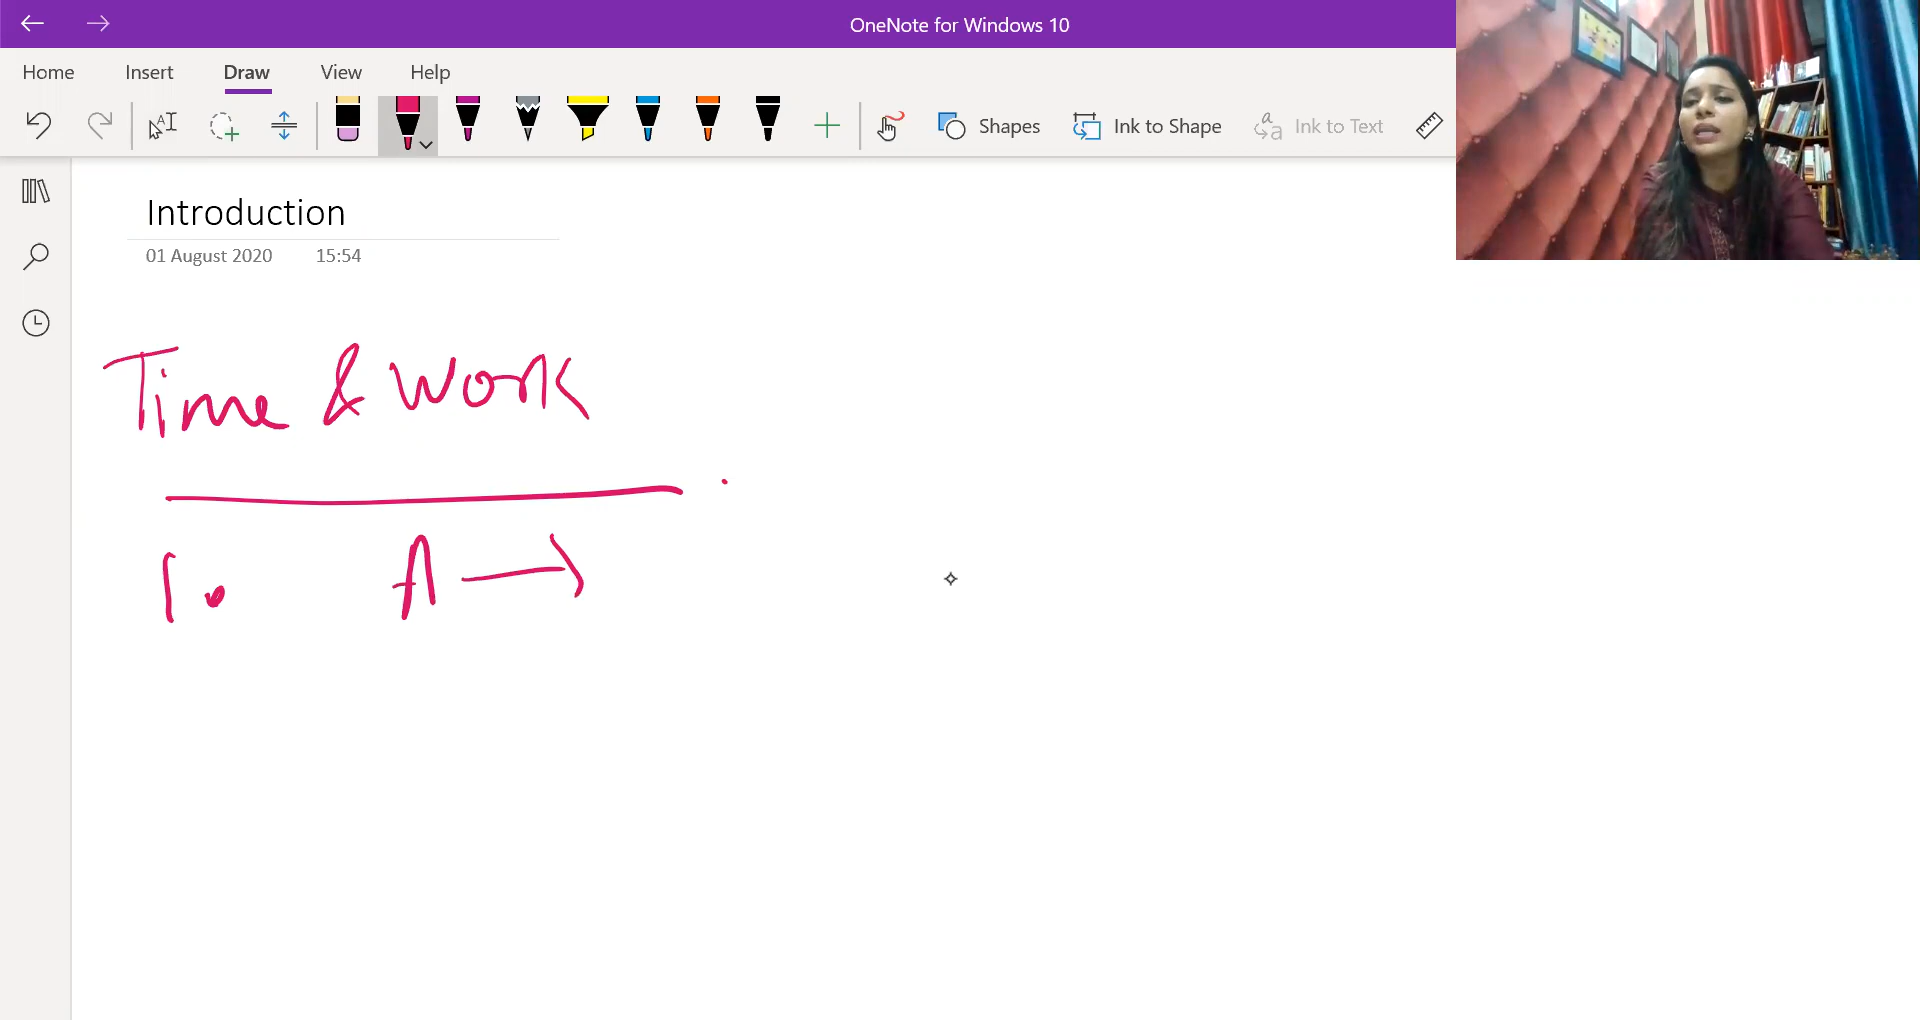 OneNote for Windows 10
Home Insert Draw View Help
Shapes Ink to Shape Ink to Text
Introduction
01 August 2020 15:54
Time & Work
1. A →